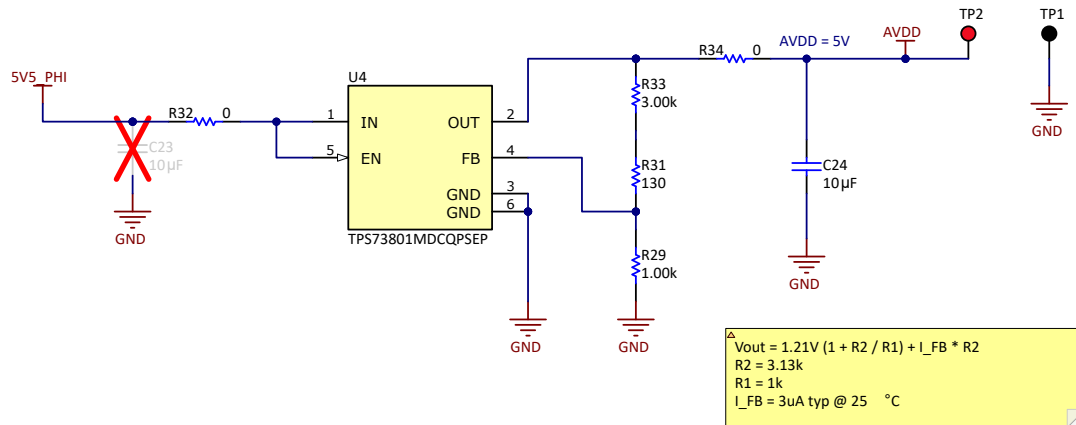 TP2
TP1
AVDD
AVDD = 5V
R34
0
5V5_PHI
U4
R33
3.00k
R32
0
1
IN
OUT
2
C23
10µF
5
EN
FB
4
R31
130
C24
10µF
GND
3
GND
6
GND
TPS73801MDCQPSEP
R29
1.00k
GND
GND
GND
GND
Vout = 1.21V (1 + R2 / R1) + I_FB * R2
R2 = 3.13k
R1 = 1k
I_FB = 3uA typ @ 25 °C